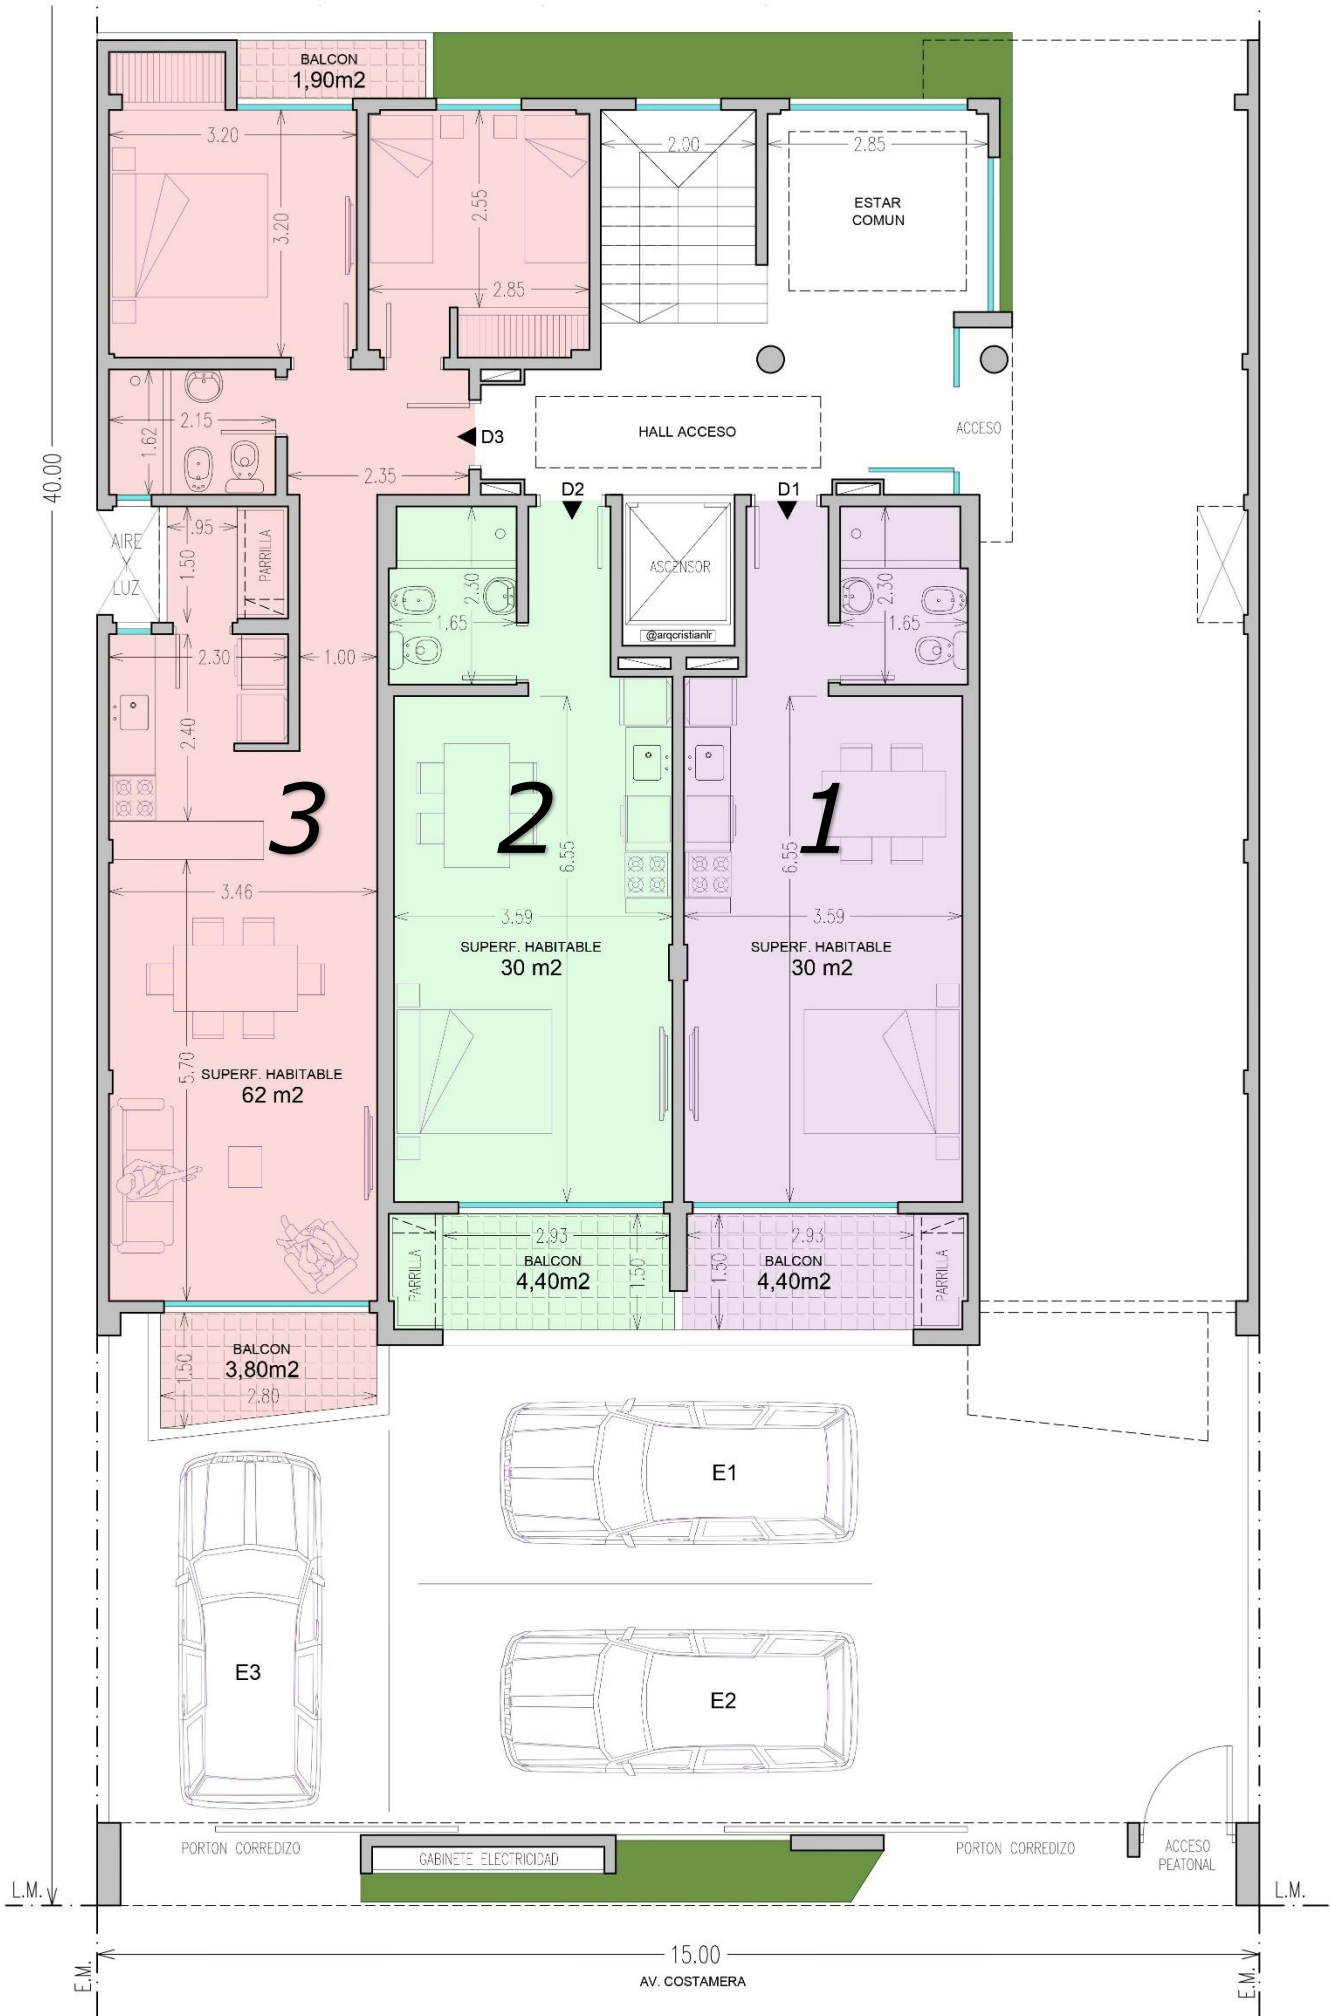 BALCON
1,90m2
3.20
2.00
2.85
2.55
3.20
ESTAR
COMUN
2.85
2.15
1.62
HALL ACCESO
ACCESO
D3
2.35
40.00
D2
D1
.95
AIRE
LUZ
1.50
PARRILLA
ASCENSOR
2.30
2.30
1.65
1.65
@arqcristianlr
2.30
1.00
2.40
3
2
1
6.55
6.55
3.46
3.59
3.59
SUPERF. HABITABLE
30 m2
SUPERF. HABITABLE
30 m2
5.70
SUPERF. HABITABLE
62 m2
2.93
2.93
PARRILLA
BALCON
4,40m2
1.50
1.50
BALCON
4,40m2
PARRILLA
BALCON
3,80m2
1.50
2.80
E1
E3
E2
PORTON CORREDIZO
GABINETE ELECTRICIDAD
PORTON CORREDIZO
ACCESO
PEATONAL
L.M.
L.M.
15.00
E.M.
E.M.
AV. COSTAMERA